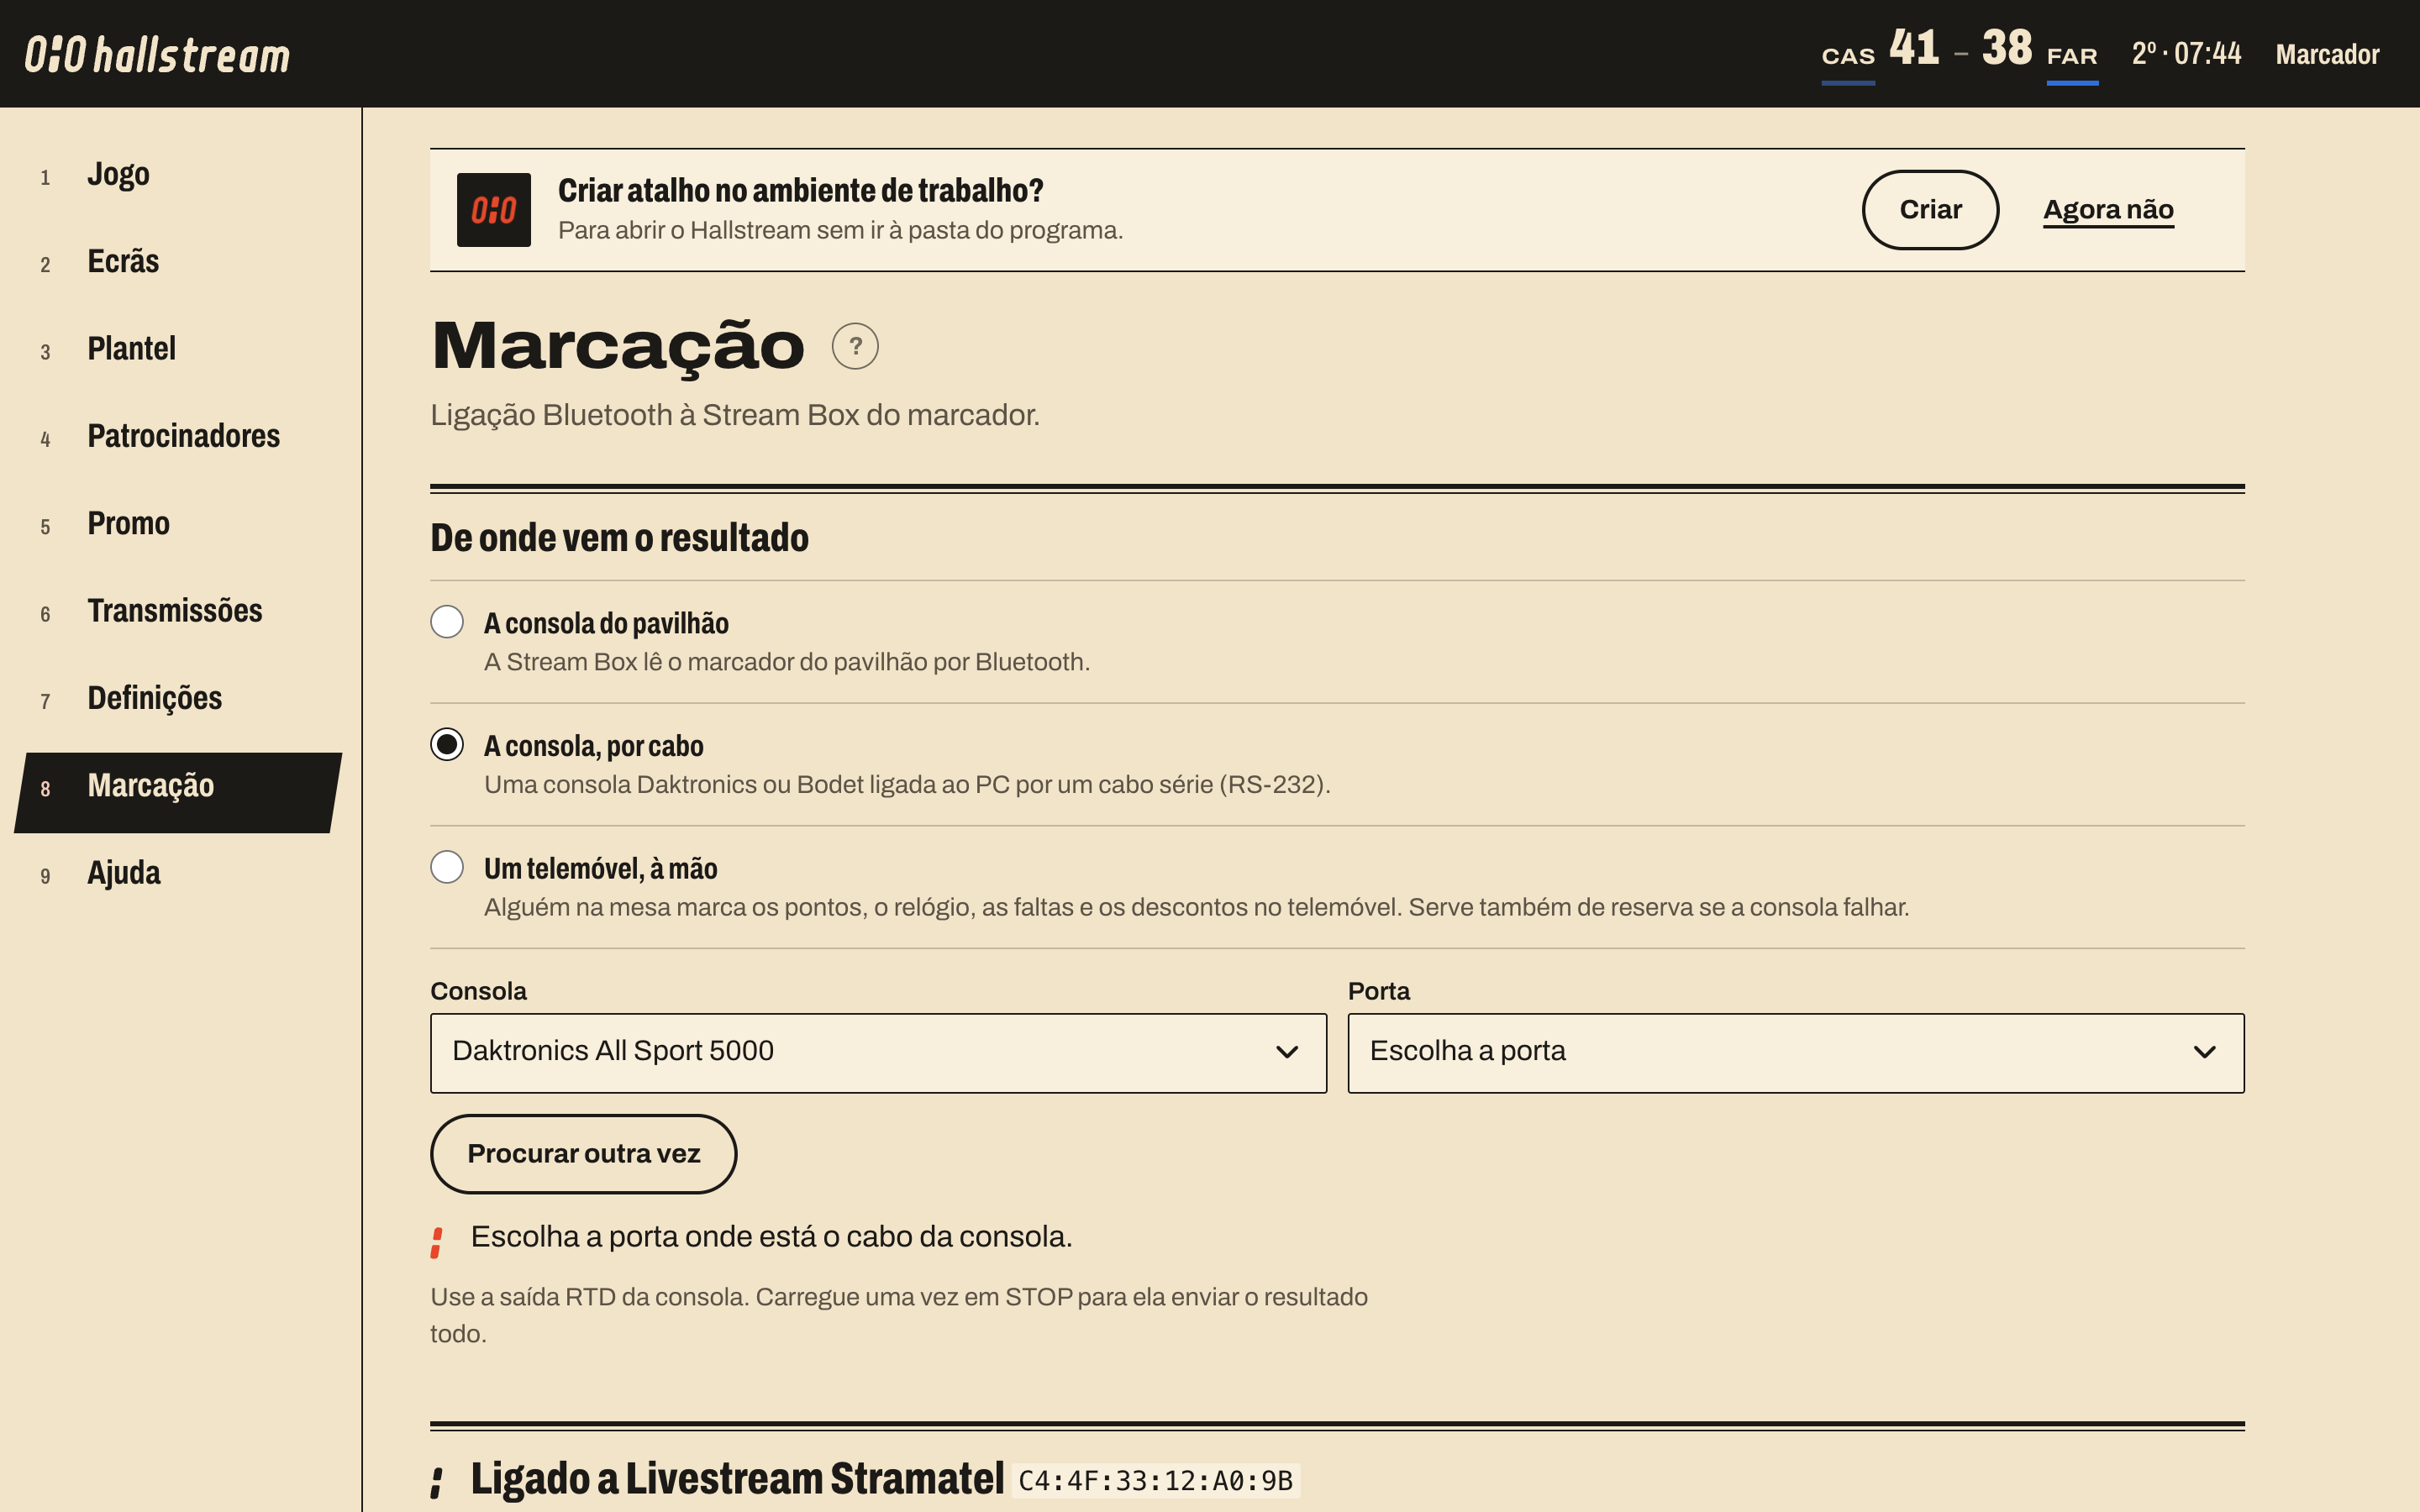 0:0 hallstream
CAS 41 – 38 FAR 2º · 07:44 Marcador
1 Jogo
2 Ecrãs
3 Plantel
4 Patrocinadores
5 Promo
6 Transmissões
7 Definições
8 Marcação
9 Ajuda
0:0
Criar atalho no ambiente de trabalho?
Para abrir o Hallstream sem ir à pasta do programa.
Criar
Agora não
Marcação ?
Ligação Bluetooth à Stream Box do marcador.
De onde vem o resultado
A consola do pavilhão
A Stream Box lê o marcador do pavilhão por Bluetooth.
A consola, por cabo
Uma consola Daktronics ou Bodet ligada ao PC por um cabo série (RS-232).
Um telemóvel, à mão
Alguém na mesa marca os pontos, o relógio, as faltas e os descontos no telemóvel. Serve também de reserva se a consola falhar.
Consola
Daktronics All Sport 5000
Porta
Escolha a porta
Procurar outra vez
Escolha a porta onde está o cabo da consola.
Use a saída RTD da consola. Carregue uma vez em STOP para ela enviar o resultado
todo.
Ligado a Livestream Stramatel C4:4F:33:12:A0:9B